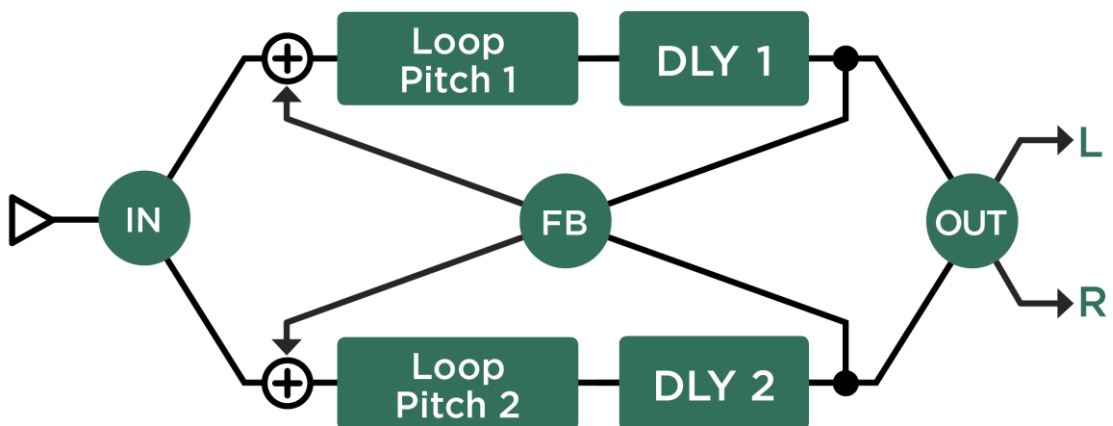 Loop
Pitch 1
DLY 1
L
IN
FB
OUT
R
Loop
Pitch 2
DLY 2